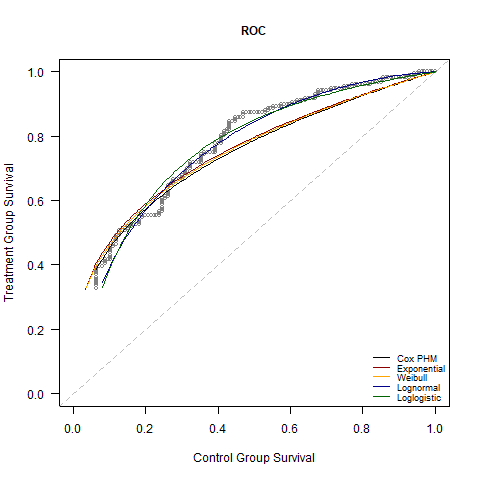 ROC
Treatment Group Survival
1.0
0.8
0.6
0.4
0.2
0.0
Cox PHM
Exponential
Weibull
Lognormal
Loglogistic
0.0 0.2 0.4 0.6 0.8 1.0
Control Group Survival